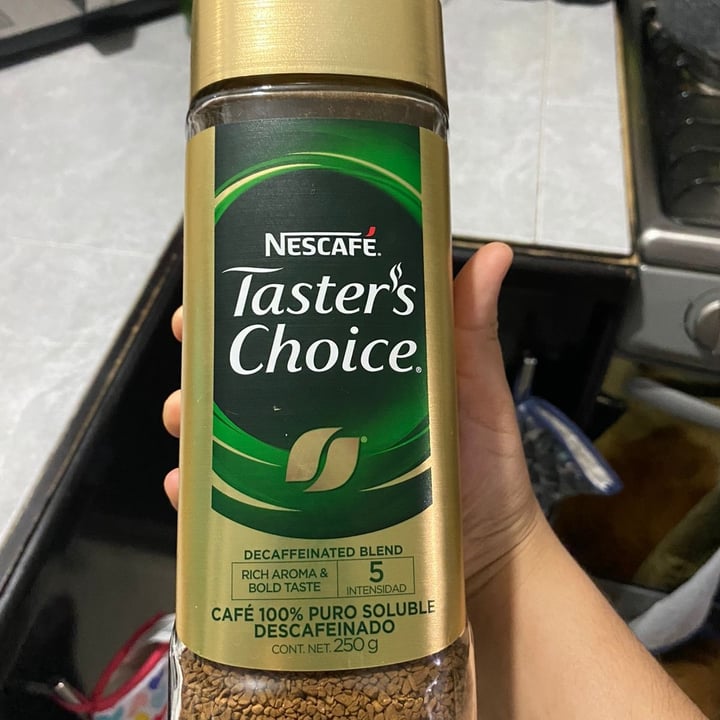 NESCAFÉ®
Taster's
Choice®
DECAFFEINATED BLEND
RICH AROMA &
BOLD TASTE
5
INTENSIDAD
CAFÉ 100% PURO SOLUBLE
DESCAFEINADO
CONT. NET. 250 g